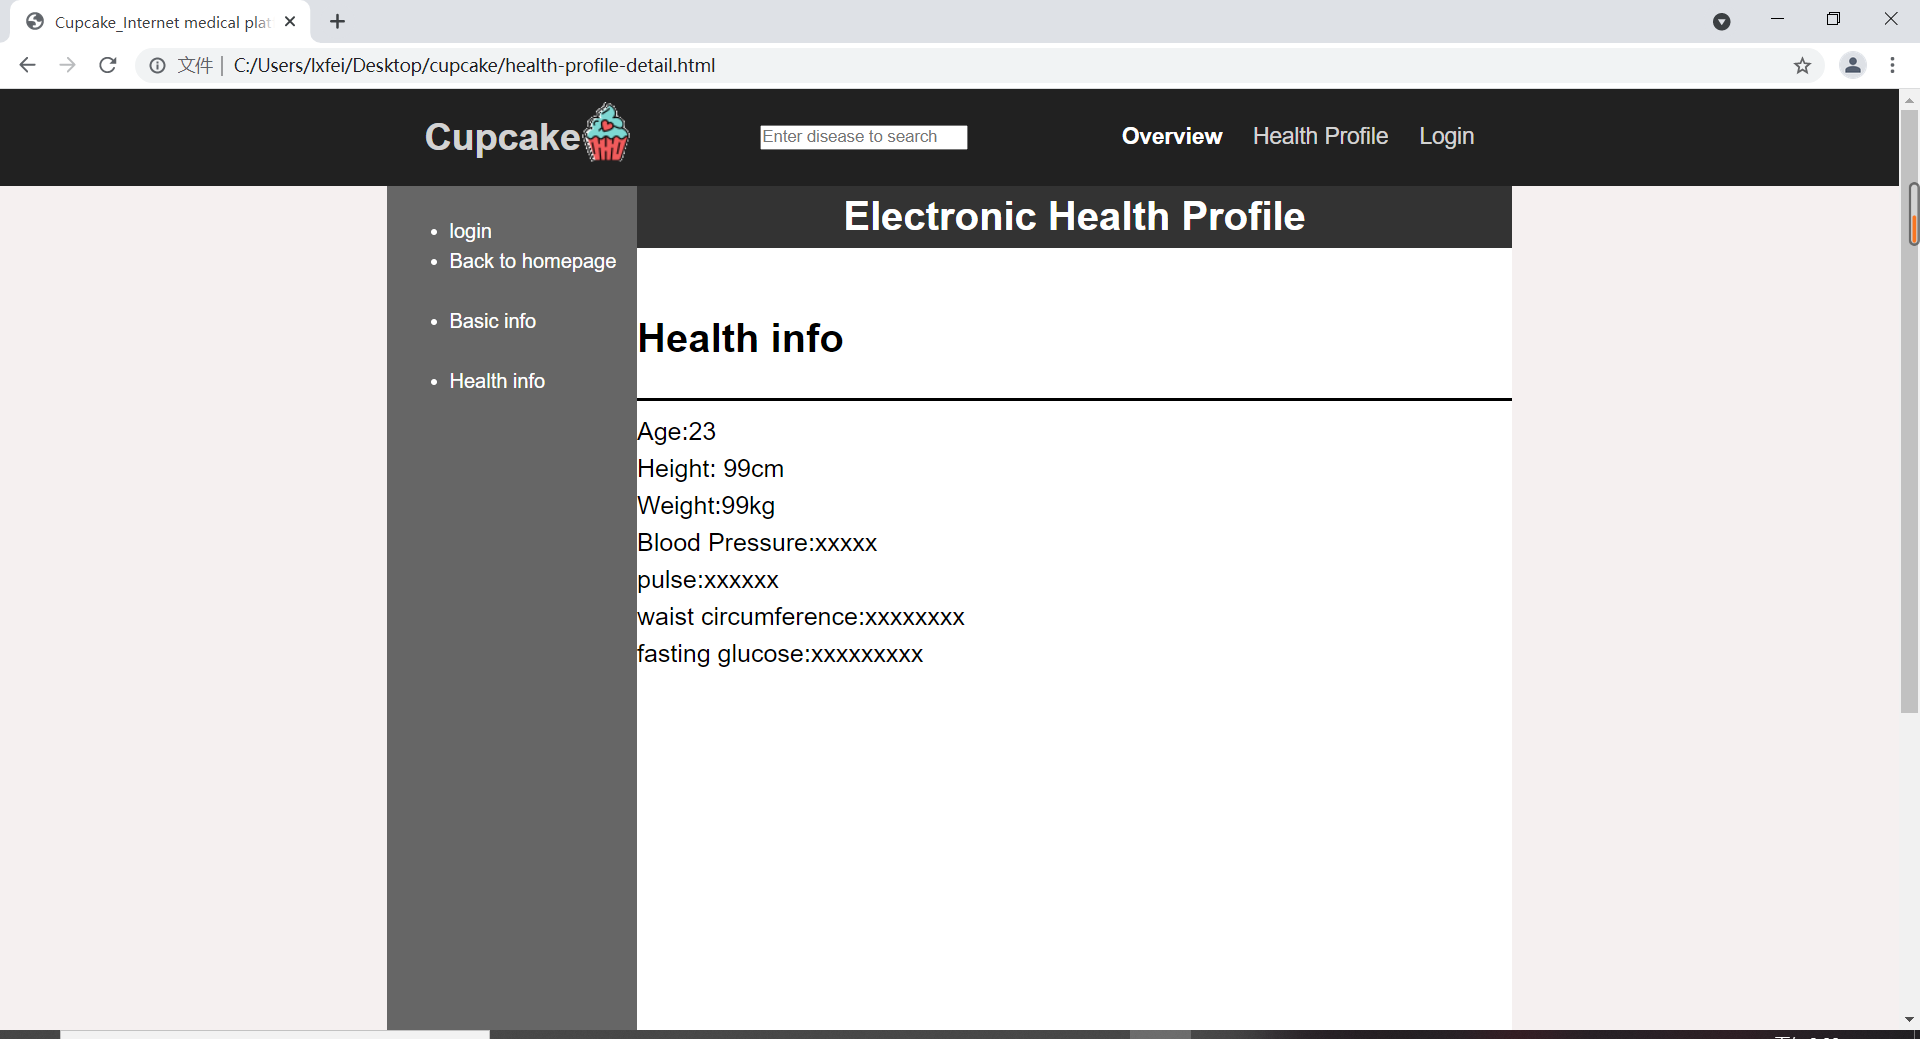 Cupcake_Internet medical plat
文件 | C:/Users/lxfei/Desktop/cupcake/health-profile-detail.html
Cupcake
Enter disease to search
Overview Health Profile Login
login
Back to homepage
Basic info
Health info
Electronic Health Profile
Health info
Age:23
Height: 99cm
Weight:99kg
Blood Pressure:xxxxx
pulse:xxxxxx
waist circumference:xxxxxxxx
fasting glucose:xxxxxxxxx